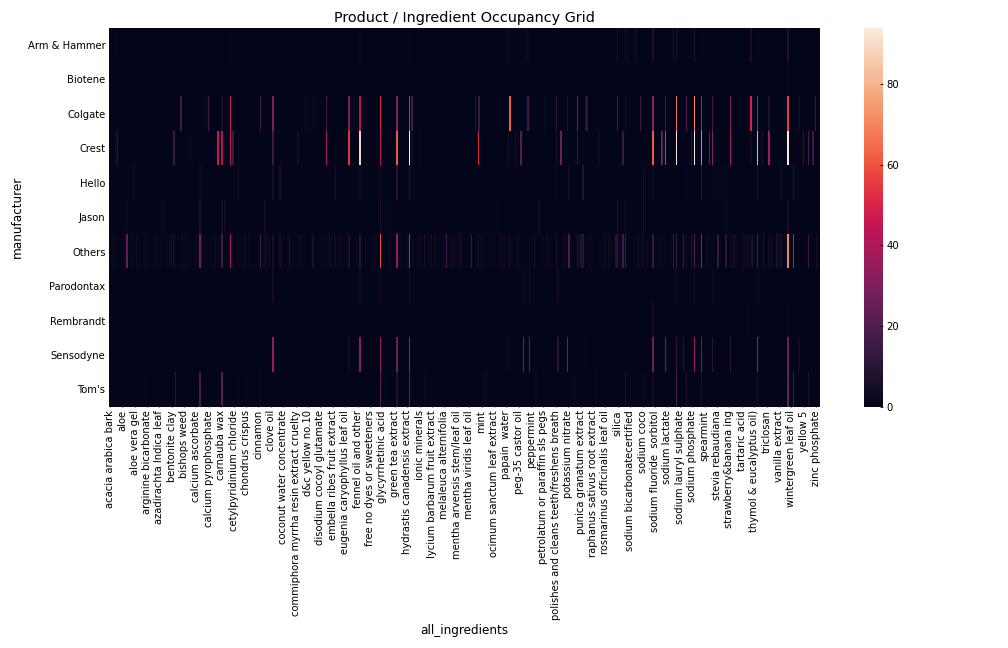 Product / Ingredient Occupancy Grid
manufacturer
Arm & Hammer
Biotene
Colgate
Crest
Hello
Jason
Others
Parodontax
Rembrandt
Sensodyne
Tom's
80
60
40
20
0
acacia arabica bark
aloe
aloe vera gel
arginine bicarbonate
azadirachta Indica leaf
bentonite clay
bishops weed
calcium ascorbate
calcium pyrophosphate
carnauba wax
cetylpyridinium chloride
chondrus crispus
cinnamon
clove oil
coconut water concentrate
commiphora myrrha resin extract cruelty
d&c yellow no.10
disodium cocoyl glutamate
embella ribes fruit extract
eugenia caryophyllus leaf oil
fennel oil and other
free no dyes or sweeteners
glycyrrhetinic acid
green tea extract
hydrastis canadensis extract
ionic minerals
lycium barbarum fruit extract
melaleuca alternifolia
mentha arvensis stem/leaf oil
mentha viridis leaf oil
mint
ocimum sanctum leaf extract
papain  water
peg-35 castor oil
peppermint
petrolatum or paraffin sls pegs
polishes and cleans teeth/freshens breath
potassium nitrate
punica granatum extract
raphanus sativus root extract
rosmarinus officinalis leaf oil
silica
sodium bicarbonatecertified
sodium coco
sodium fluoride  sorbitol
sodium lactate
sodium lauryl sulphate
sodium phosphate
spearmint
stevia rebaudiana
strawberry&banana ing
tartaric acid
thymol & eucalyptus oil)
triclosan
vanilla extract
wintergreen leaf oil
yellow 5
zinc phosphate
all_ingredients